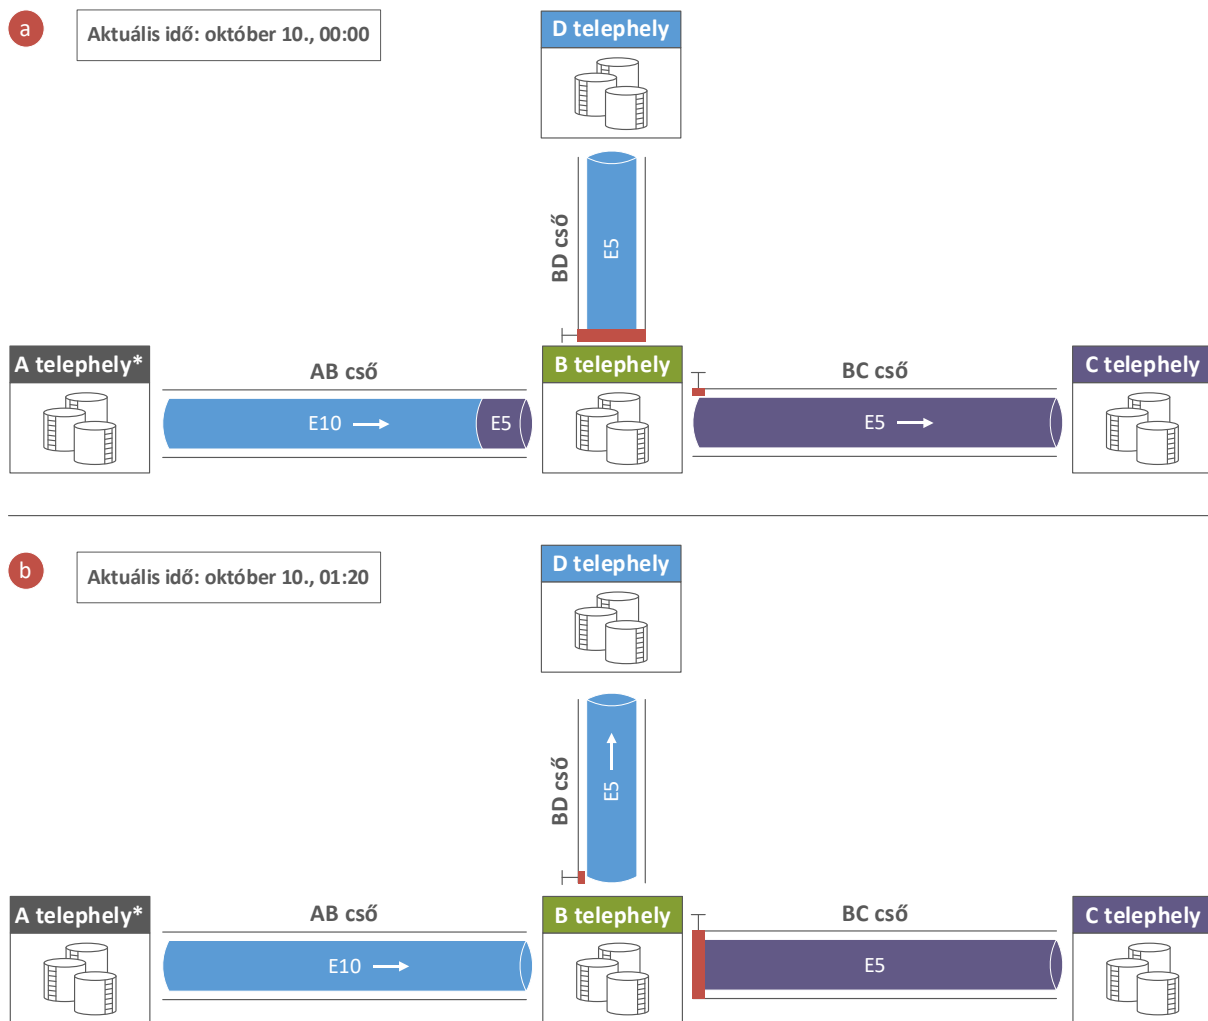 a
Aktuális idő: október 10., 00:00
D telephely
BD cső
E5
A telephely*
AB cső
B telephely
BC cső
C telephely
E10
E5
E5
b
Aktuális idő: október 10., 01:20
D telephely
BD cső
E5
A telephely*
AB cső
B telephely
BC cső
C telephely
E10
E5